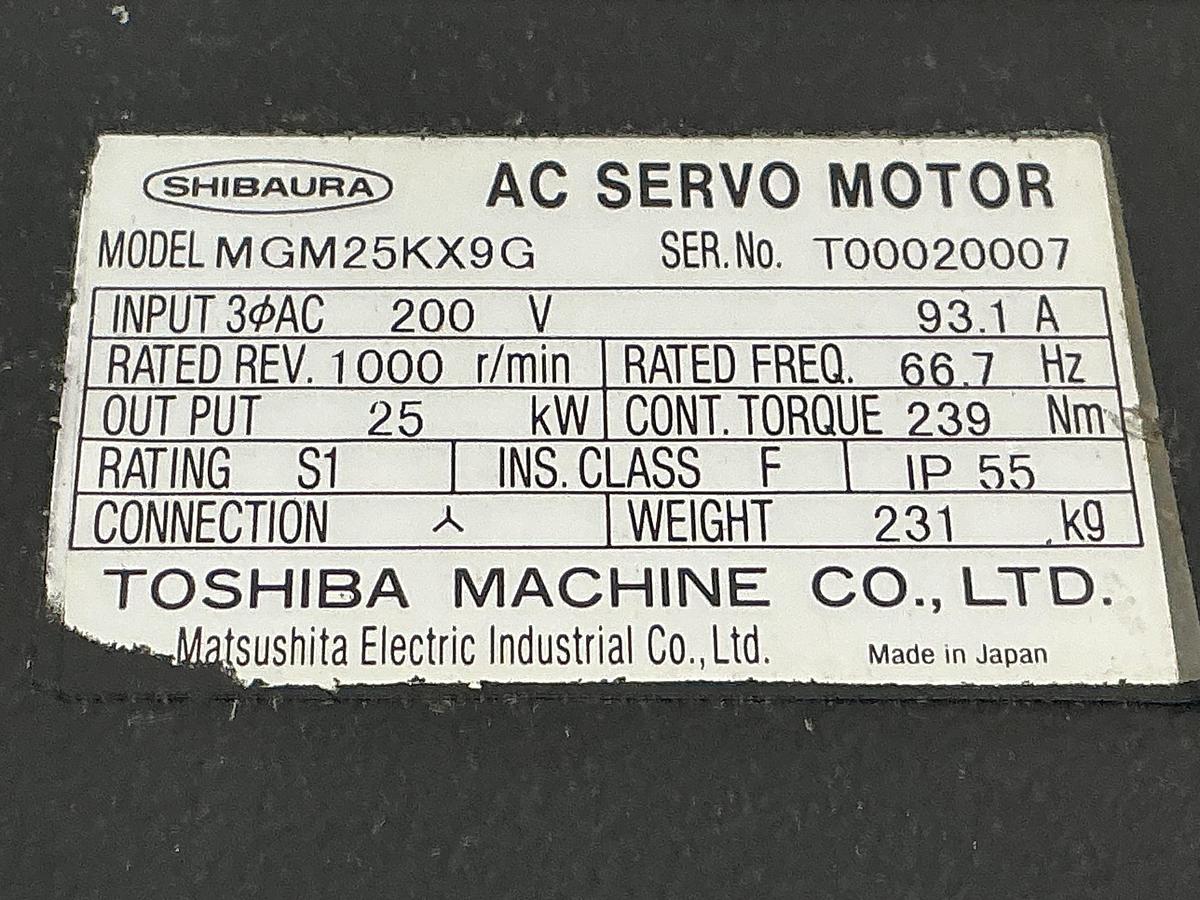 SHIBAURA AC SERVO MOTOR
MODEL MGM25KX9G SER. No. T00020007
INPUT 3ϕAC 200 V 93.1 A
RATED REV. 1000 r/min RATED FREQ. 66.7 Hz
OUT PUT 25 kW CONT. TORQUE 239 Nm
RATING S1 INS. CLASS F IP 55
CONNECTION ⅄ WEIGHT 231 kg
TOSHIBA MACHINE CO., LTD.
Matsushita Electric Industrial Co., Ltd. Made in Japan